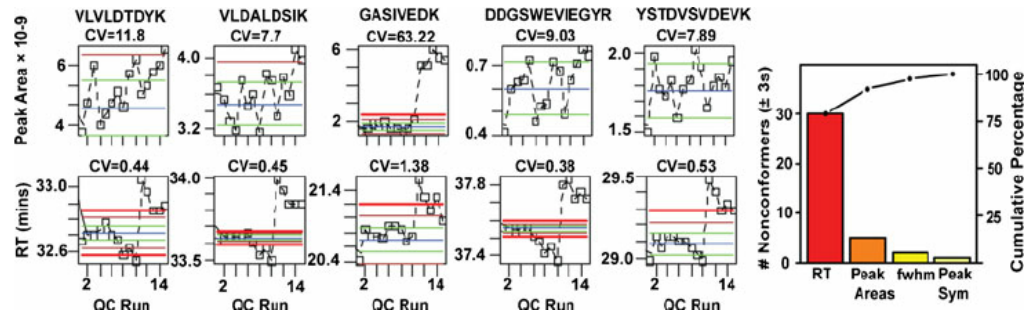 VLVLDTDYK VLDALDSIK GASIVEDK DDGSWEVIEGYR YSTDVSVDEVK
CV=11.8 CV=7.7 CV=63.22 CV=9.03 CV=7.89
Peak Area × 10-9
6
4
4.0
3.2
6
4
2
0.7
0.4
2.0
1.5
CV=0.44 CV=0.45 CV=1.38 CV=0.38 CV=0.53
RT (mins)
33.0
32.6
34.0
33.5
21.4
20.4
37.8
37.4
29.5
29.0
2 14 2 14 2 14 2 14 2 14
QC Run QC Run QC Run QC Run QC Run
# Nonconformers (± 3s)
30
20
10
0
100
75
50
25
Cumulative Percentage
RT Peak Areas fwhm Peak Sym